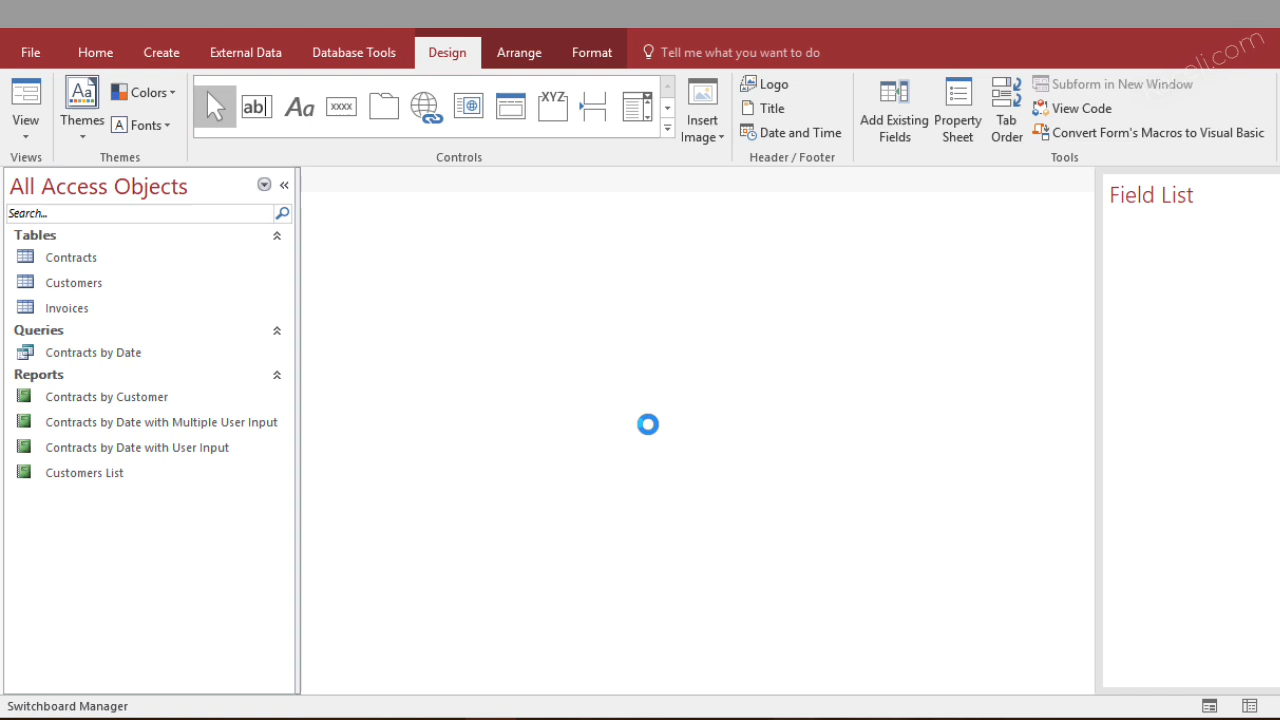 File Home Create External Data Database Tools Design Arrange Format Tell me what you want to do
View
Views
Themes
Colors
Fonts
Themes
ab
Aa
xxxx
XYZ
Controls
Insert
Image
Logo
Title
Date and Time
Header / Footer
Add Existing
Fields
Property
Sheet
Tab
Order
Subform in New Window
View Code
Convert Form's Macros to Visual Basic
Tools
All Access Objects
Search...
Tables
Contracts
Customers
Invoices
Queries
Contracts by Date
Reports
Contracts by Customer
Contracts by Date with Multiple User Input
Contracts by Date with User Input
Customers List
Field List
Switchboard Manager